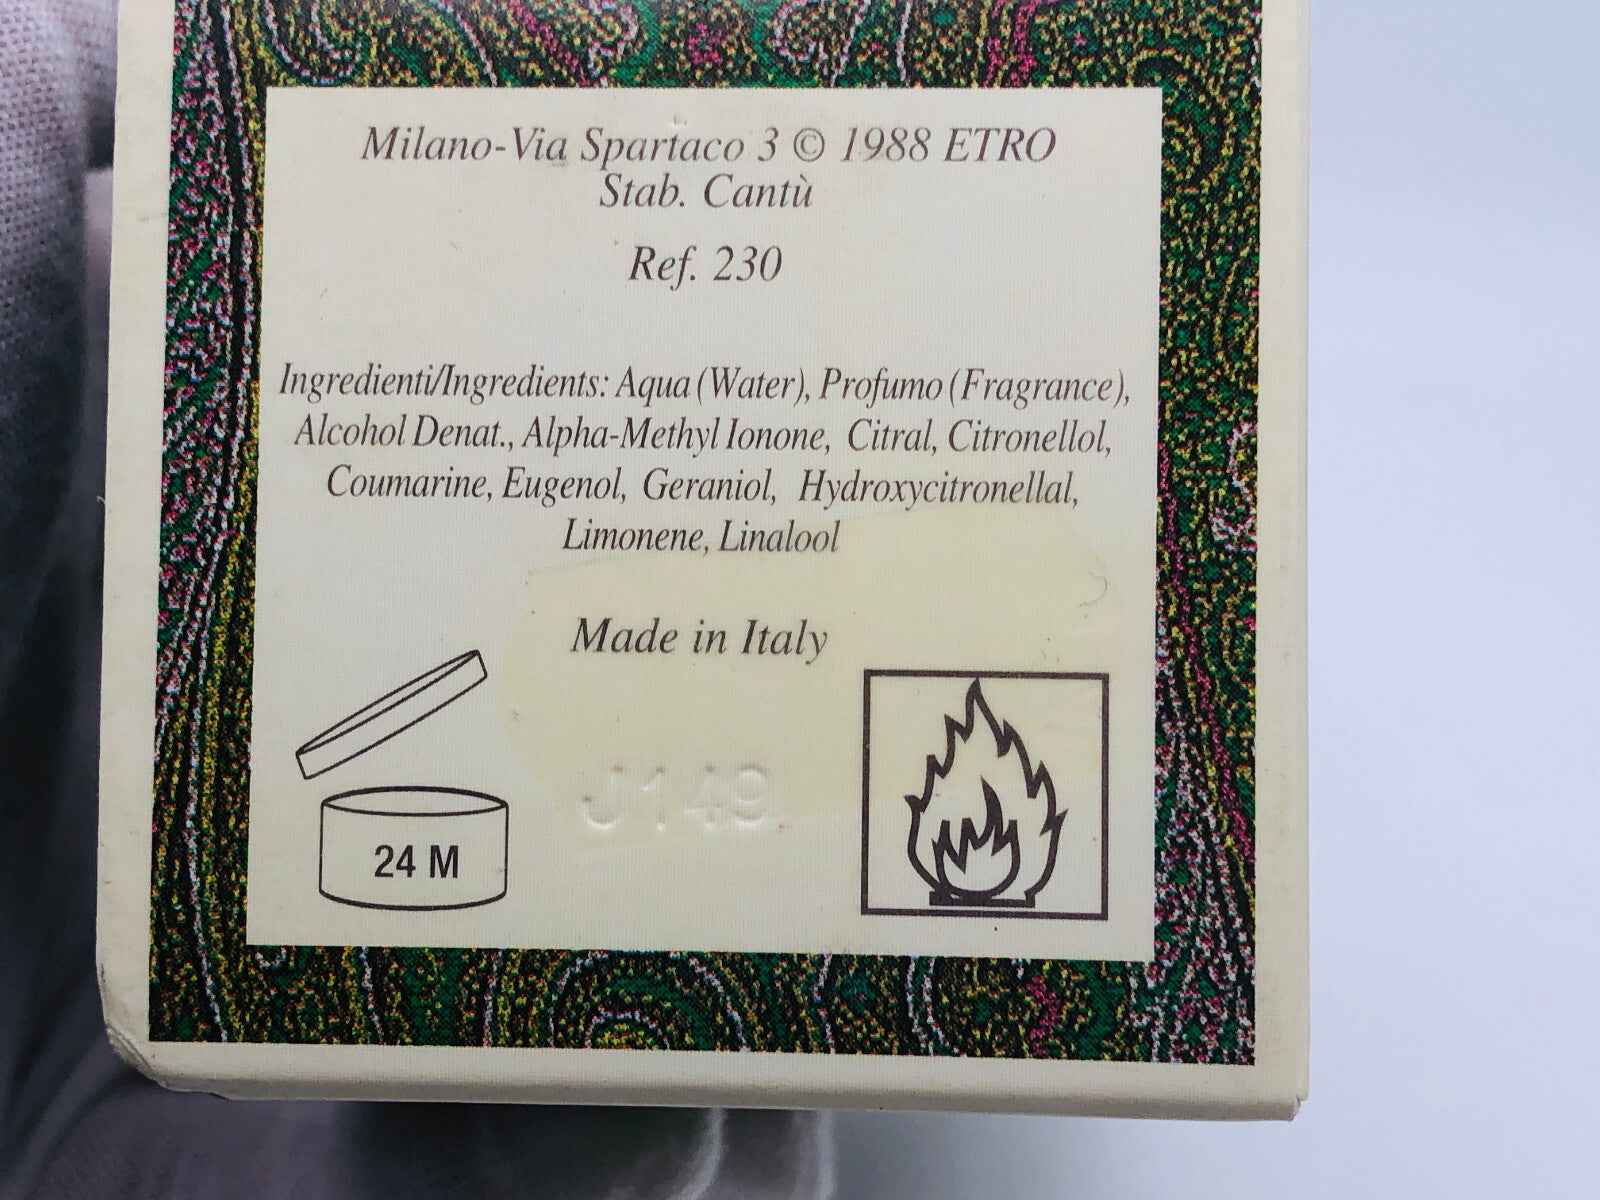 Milano-Via Spartaco 3 © 1988 ETRO
Stab. Cantù
Ref. 230
Ingredienti/Ingredients: Aqua (Water), Profumo (Fragrance),
Alcohol Denat., Alpha-Methyl Ionone, Citral, Citronellol,
Coumarine, Eugenol, Geraniol, Hydroxycitronellal,
Limonene, Linalool
Made in Italy
J149
24 M